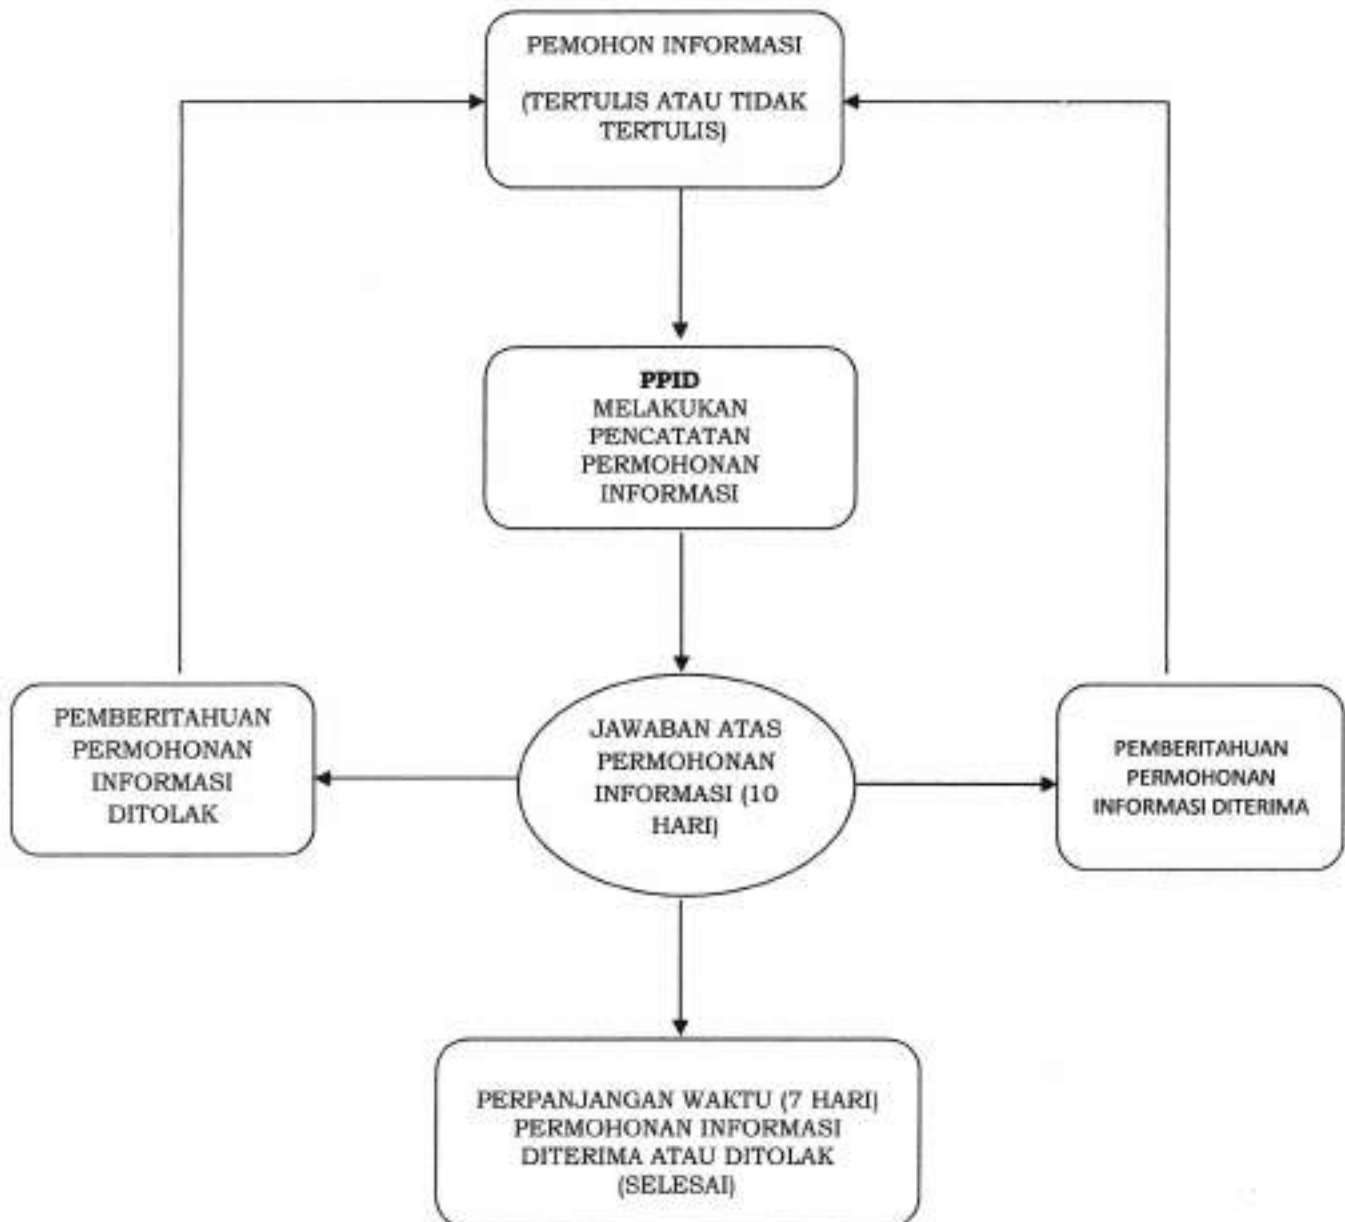 PEMOHON INFORMASI
(TERTULIS ATAU TIDAK
TERTULIS)
PPID
MELAKUKAN
PENCATATAN
PERMOHONAN
INFORMASI
PEMBERITAHUAN
PERMOHONAN
INFORMASI
DITOLAK
JAWABAN ATAS
PERMOHONAN
INFORMASI (10
HARI)
PEMBERITAHUAN
PERMOHONAN
INFORMASI DITERIMA
PERPANJANGAN WAKTU (7 HARI)
PERMOHONAN INFORMASI
DITERIMA ATAU DITOLAK
(SELESAI)